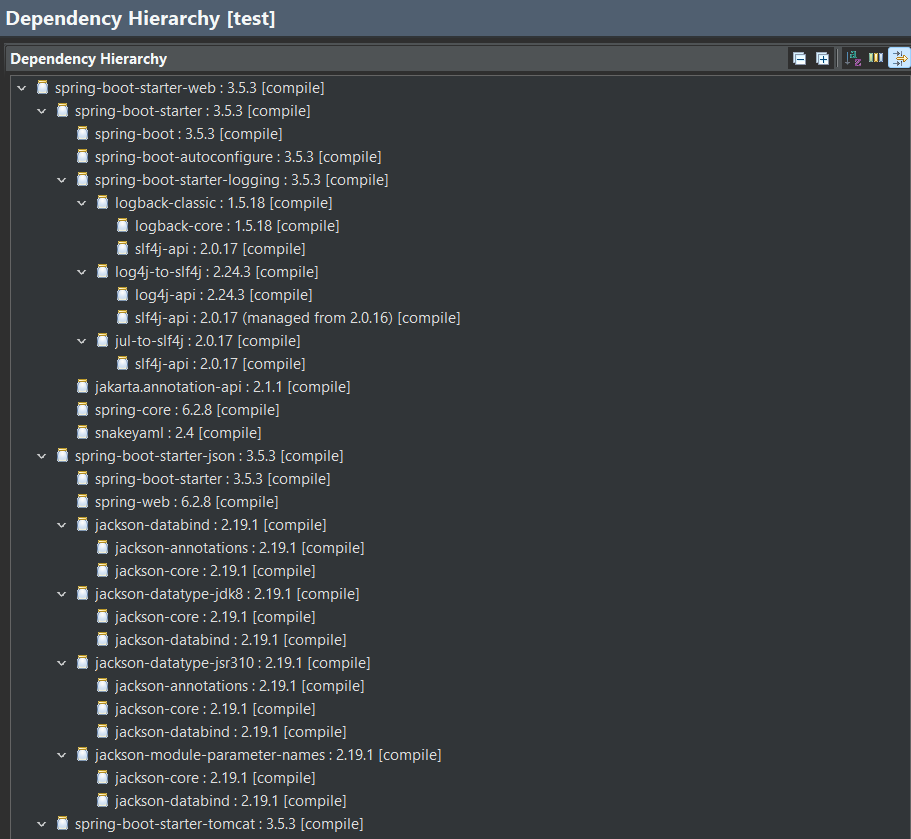 Dependency Hierarchy [test]
Dependency Hierarchy
spring-boot-starter-web : 3.5.3 [compile]
spring-boot-starter : 3.5.3 [compile]
spring-boot : 3.5.3 [compile]
spring-boot-autoconfigure : 3.5.3 [compile]
spring-boot-starter-logging : 3.5.3 [compile]
logback-classic : 1.5.18 [compile]
logback-core : 1.5.18 [compile]
slf4j-api : 2.0.17 [compile]
log4j-to-slf4j : 2.24.3 [compile]
log4j-api : 2.24.3 [compile]
slf4j-api : 2.0.17 (managed from 2.0.16) [compile]
jul-to-slf4j : 2.0.17 [compile]
slf4j-api : 2.0.17 [compile]
jakarta.annotation-api : 2.1.1 [compile]
spring-core : 6.2.8 [compile]
snakeyaml : 2.4 [compile]
spring-boot-starter-json : 3.5.3 [compile]
spring-boot-starter : 3.5.3 [compile]
spring-web : 6.2.8 [compile]
jackson-databind : 2.19.1 [compile]
jackson-annotations : 2.19.1 [compile]
jackson-core : 2.19.1 [compile]
jackson-datatype-jdk8 : 2.19.1 [compile]
jackson-core : 2.19.1 [compile]
jackson-databind : 2.19.1 [compile]
jackson-datatype-jsr310 : 2.19.1 [compile]
jackson-annotations : 2.19.1 [compile]
jackson-core : 2.19.1 [compile]
jackson-databind : 2.19.1 [compile]
jackson-module-parameter-names : 2.19.1 [compile]
jackson-core : 2.19.1 [compile]
jackson-databind : 2.19.1 [compile]
spring-boot-starter-tomcat : 3.5.3 [compile]